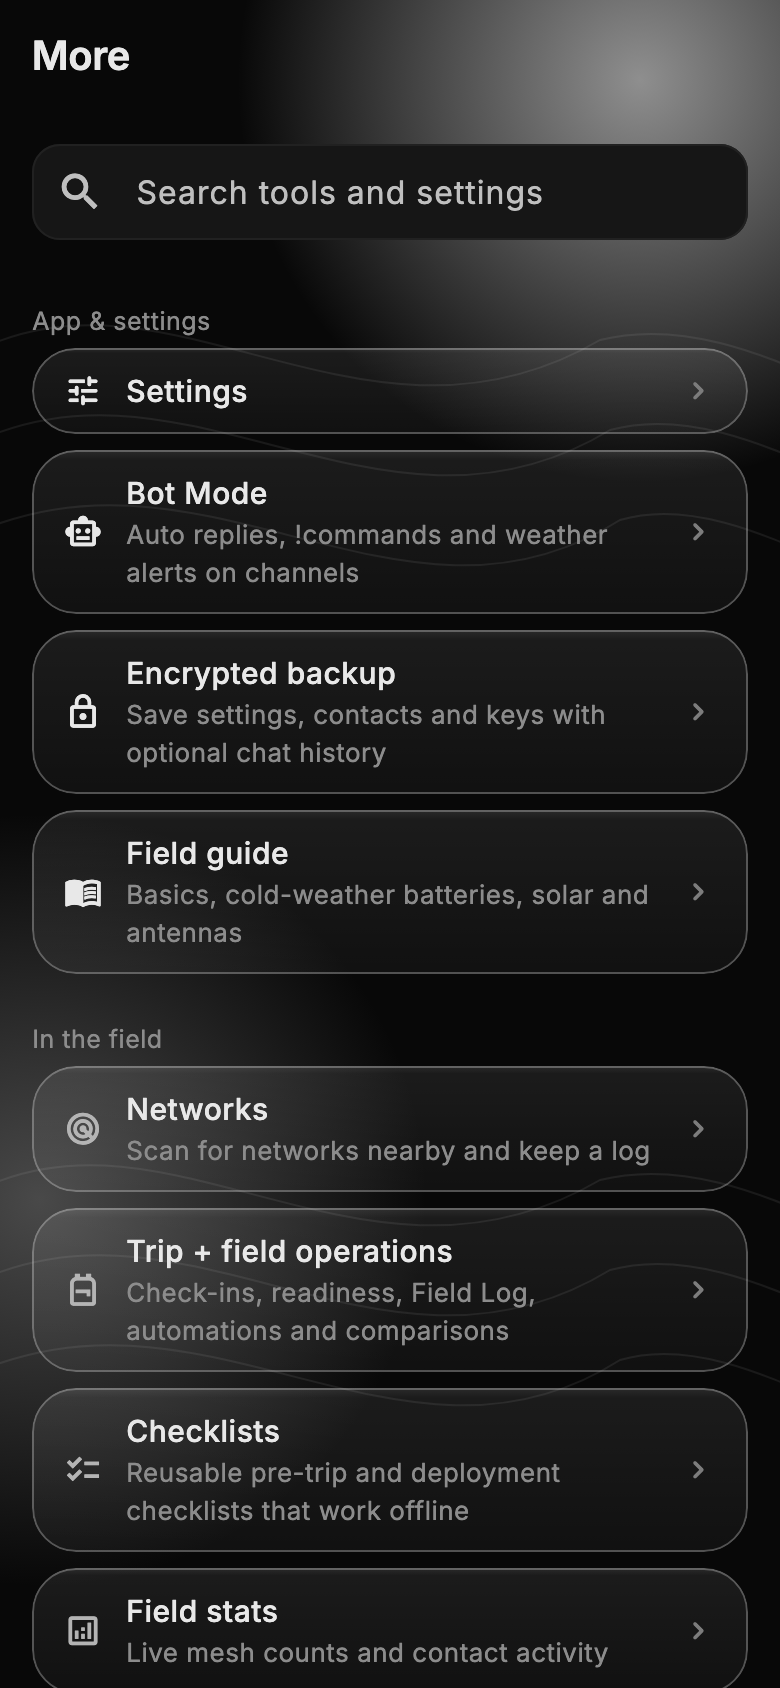 More
Search tools and settings
App & settings
Settings
Bot Mode
Auto replies, !commands and weather
alerts on channels
Encrypted backup
Save settings, contacts and keys with
optional chat history
Field guide
Basics, cold-weather batteries, solar and
antennas
In the field
Networks
Scan for networks nearby and keep a log
Trip + field operations
Check-ins, readiness, Field Log,
automations and comparisons
Checklists
Reusable pre-trip and deployment
checklists that work offline
Field stats
Live mesh counts and contact activity